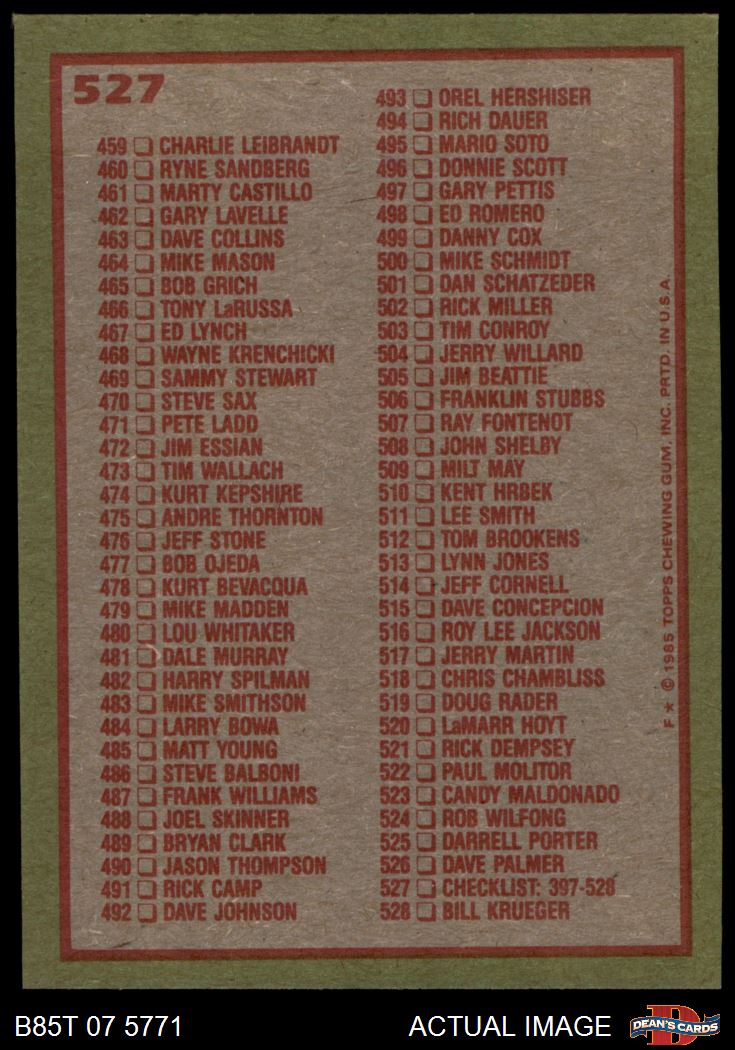 527
459 CHARLIE LEIBRANDT
460 RYNE SANDBERG
461 MARTY CASTILLO
462 GARY LAVELLE
463 DAVE COLLINS
464 MIKE MASON
465 BOB GRICH
466 TONY LaRUSSA
467 ED LYNCH
468 WAYNE KRENCHICKI
469 SAMMY STEWART
470 STEVE SAX
471 PETE LADD
472 JIM ESSIAN
473 TIM WALLACH
474 KURT KEPSHIRE
475 ANDRE THORNTON
476 JEFF STONE
477 BOB OJEDA
478 KURT BEVACQUA
479 MIKE MADDEN
480 LOU WHITAKER
481 DALE MURRAY
482 HARRY SPILMAN
483 MIKE SMITHSON
484 LARRY BOWA
485 MATT YOUNG
486 STEVE BALBONI
487 FRANK WILLIAMS
488 JOEL SKINNER
489 BRYAN CLARK
490 JASON THOMPSON
491 RICK CAMP
492 DAVE JOHNSON
493 OREL HERSHISER
494 RICH DAUER
495 MARIO SOTO
496 DONNIE SCOTT
497 GARY PETTIS
498 ED ROMERO
499 DANNY COX
500 MIKE SCHMIDT
501 DAN SCHATZEDER
502 RICK MILLER
503 TIM CONROY
504 JERRY WILLARD
505 JIM BEATTIE
506 FRANKLIN STUBBS
507 RAY FONTENOT
508 JOHN SHELBY
509 MILT MAY
510 KENT HRBEK
511 LEE SMITH
512 TOM BROOKENS
513 LYNN JONES
514 JEFF CORNELL
515 DAVE CONCEPCION
516 ROY LEE JACKSON
517 JERRY MARTIN
518 CHRIS CHAMBLISS
519 DOUG RADER
520 LaMARR HOYT
521 RICK DEMPSEY
522 PAUL MOLITOR
523 CANDY MALDONADO
524 ROB WILFONG
525 DARRELL PORTER
526 DAVE PALMER
527 CHECKLIST: 397-528
528 BILL KRUEGER
F ★ © 1985 TOPPS CHEWING GUM, INC. PRTD. IN U.S.A.
B85T 07 5771
ACTUAL IMAGE
D
DEAN'S CARDS